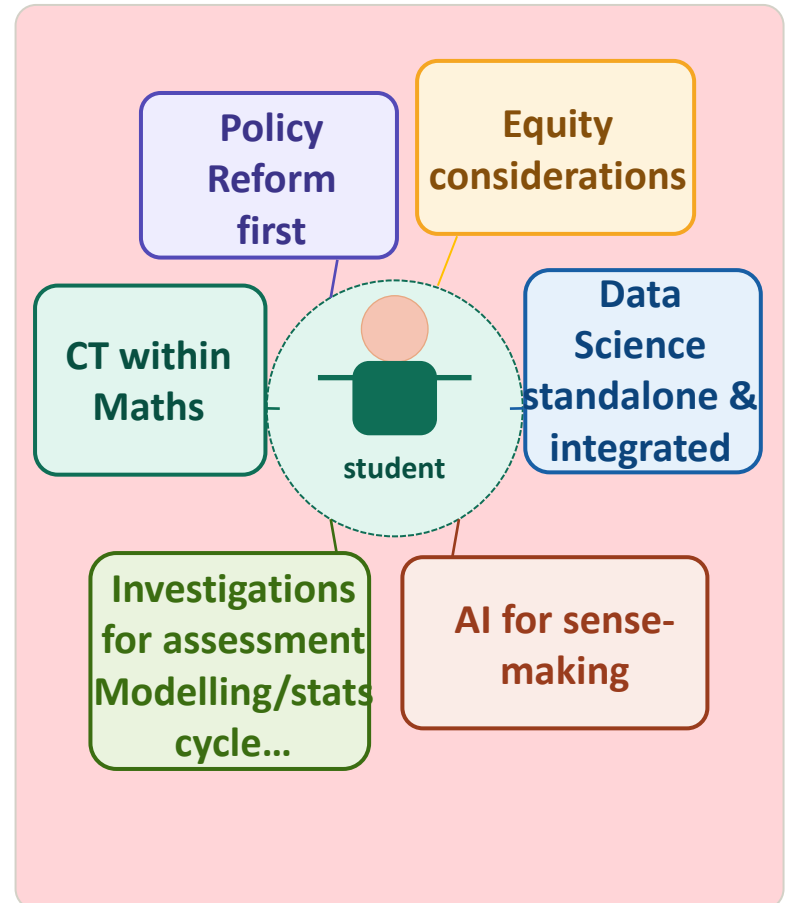 Policy
Reform
first
Equity
considerations
CT within
Maths
Data
Science
standalone &
integrated
student
Investigations
for assessment
Modelling/stats
cycle…
AI for sense-
making